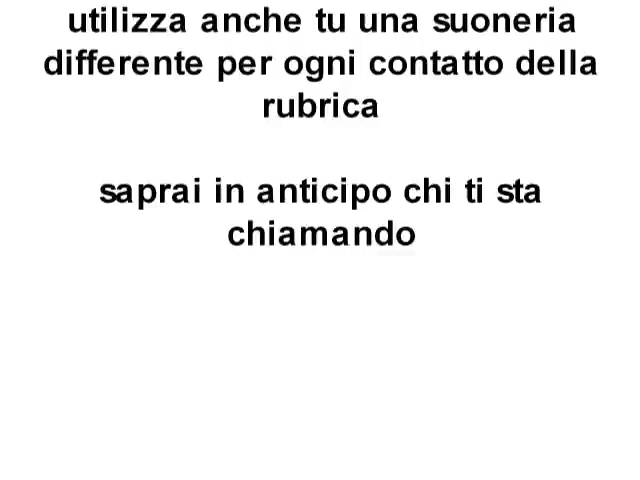 utilizza anche tu una suoneria
differente per ogni contatto della
rubrica
saprai in anticipo chi ti sta
chiamando